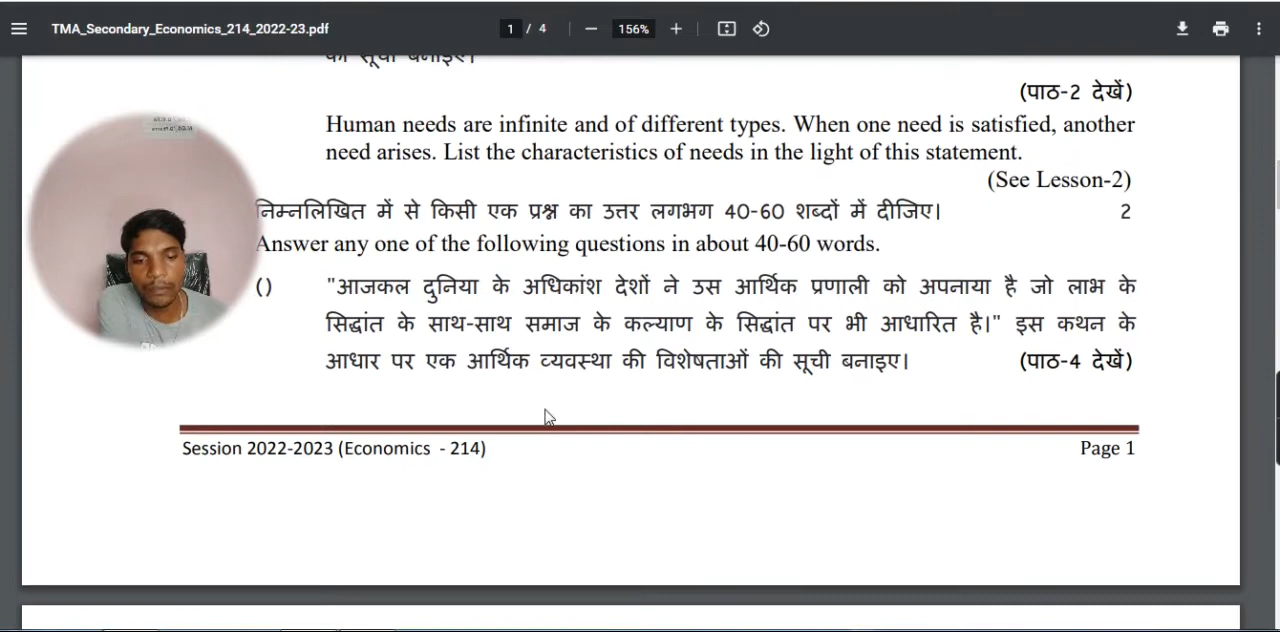 TMA_Secondary_Economics_214_2022-23.pdf
1 / 4
156%
की सूची बनाइए।
(पाठ-2 देखें)
Human needs are infinite and of different types. When one need is satisfied, another
need arises. List the characteristics of needs in the light of this statement.
(See Lesson-2)
निम्नलिखित में से किसी एक प्रश्न का उत्तर लगभग 40-60 शब्दों में दीजिए। 2
Answer any one of the following questions in about 40-60 words.
() "आजकल दुनिया के अधिकांश देशों ने उस आर्थिक प्रणाली को अपनाया है जो लाभ के
सिद्धांत के साथ-साथ समाज के कल्याण के सिद्धांत पर भी आधारित है।" इस कथन के
आधार पर एक आर्थिक व्यवस्था की विशेषताओं की सूची बनाइए। (पाठ-4 देखें)
Session 2022-2023 (Economics - 214) Page 1